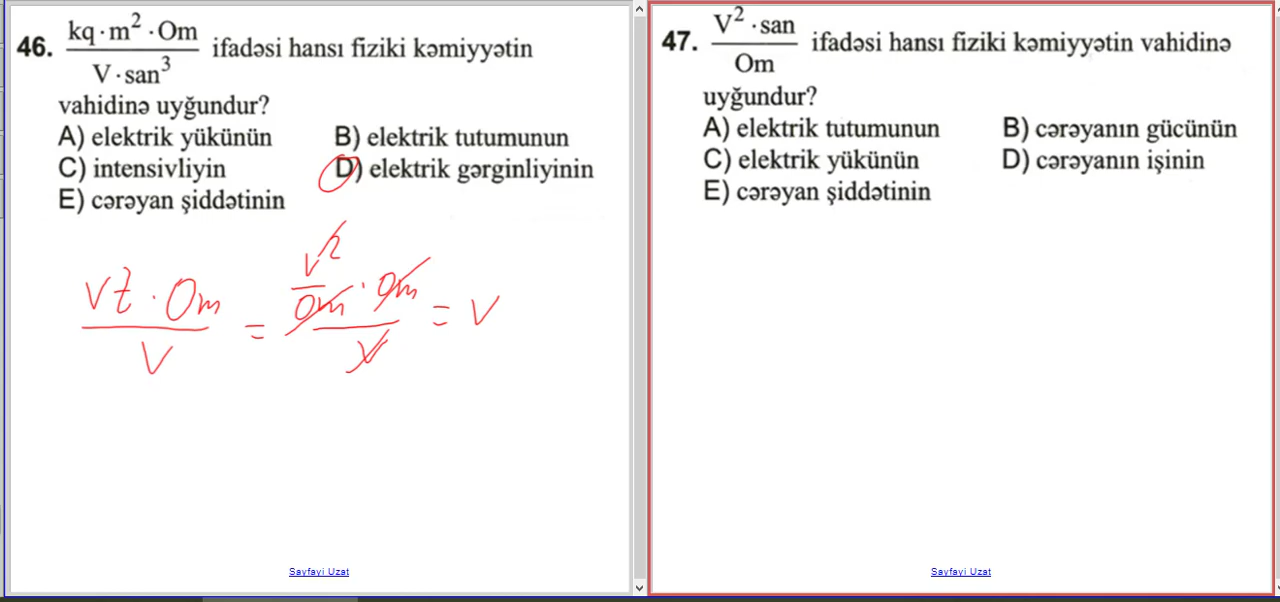 46. kq·m²·Om / V·san³ ifadəsi hansı fiziki kəmiyyətin
vahidinə uyğundur?
A) elektrik yükünün B) elektrik tutumunun
C) intensivliyin D) elektrik gərginliyinin
E) cərəyan şiddətinin
Vt · Om / V = V²/Om · Om / V = V
Sayfayi Uzat
47. V²·san / Om ifadəsi hansı fiziki kəmiyyətin vahidinə
uyğundur?
A) elektrik tutumunun B) cərəyanın gücünün
C) elektrik yükünün D) cərəyanın işinin
E) cərəyan şiddətinin
Sayfayi Uzat